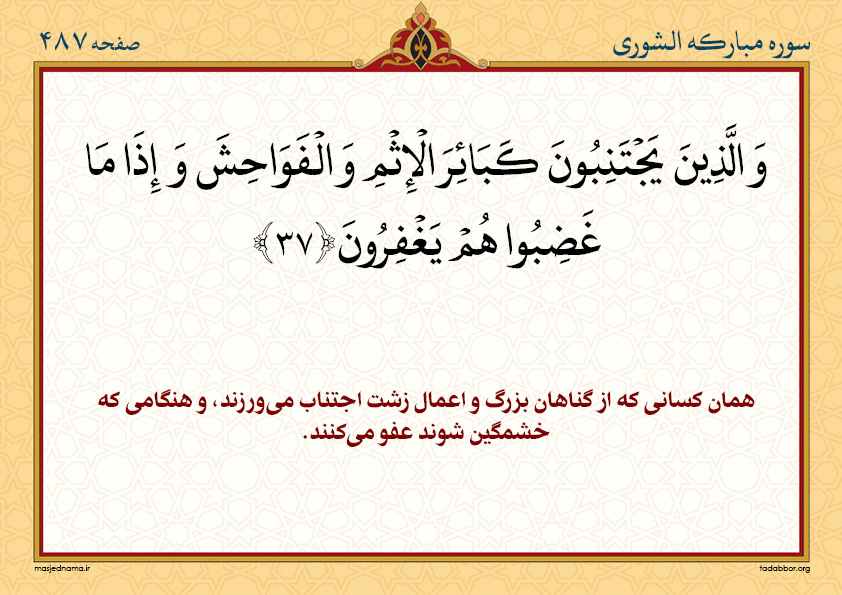 سوره مبارکه الشوری
صفحه ۴۸۷
وَ الَّذِينَ يَجْتَنِبُونَ كَبَائِرَ الْإِثْمِ وَ الْفَوَاحِشَ وَ إِذَا مَا
غَضِبُوا هُمْ يَغْفِرُونَ ﴿۳۷﴾
همان کسانی که از گناهان بزرگ و اعمال زشت اجتناب می‌ورزند، و هنگامی که
خشمگین شوند عفو می‌کنند.
masjednama.ir
tadabbor.org